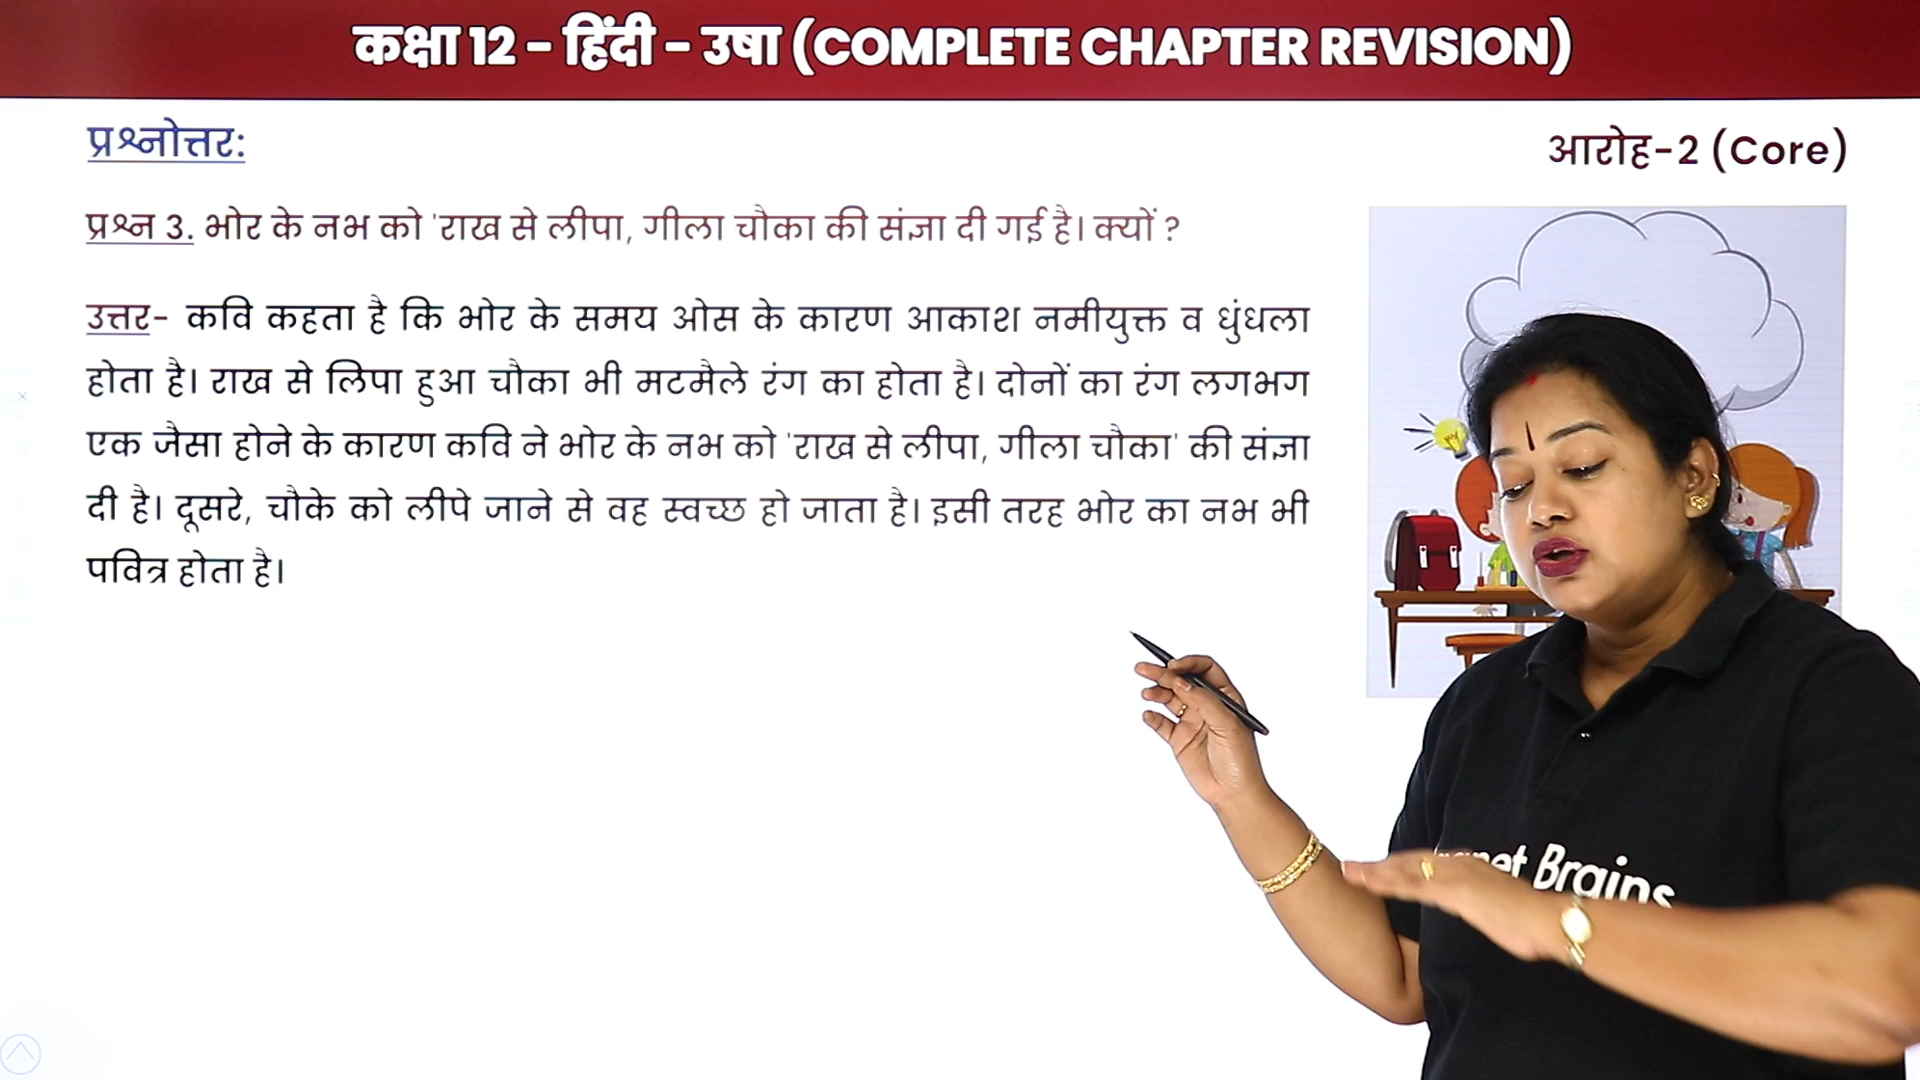 कक्षा 12 - हिंदी - उषा (COMPLETE CHAPTER REVISION)
प्रश्नोत्तर:
आरोह-2 (Core)
प्रश्न 3. भोर के नभ को 'राख से लीपा, गीला चौका की संज्ञा दी गई है। क्यों ?
उत्तर- कवि कहता है कि भोर के समय ओस के कारण आकाश नमीयुक्त व धुंधला
होता है। राख से लिपा हुआ चौका भी मटमैले रंग का होता है। दोनों का रंग लगभग
एक जैसा होने के कारण कवि ने भोर के नभ को 'राख से लीपा, गीला चौका' की संज्ञा
दी है। दूसरे, चौके को लीपे जाने से वह स्वच्छ हो जाता है। इसी तरह भोर का नभ भी
पवित्र होता है।
Brains